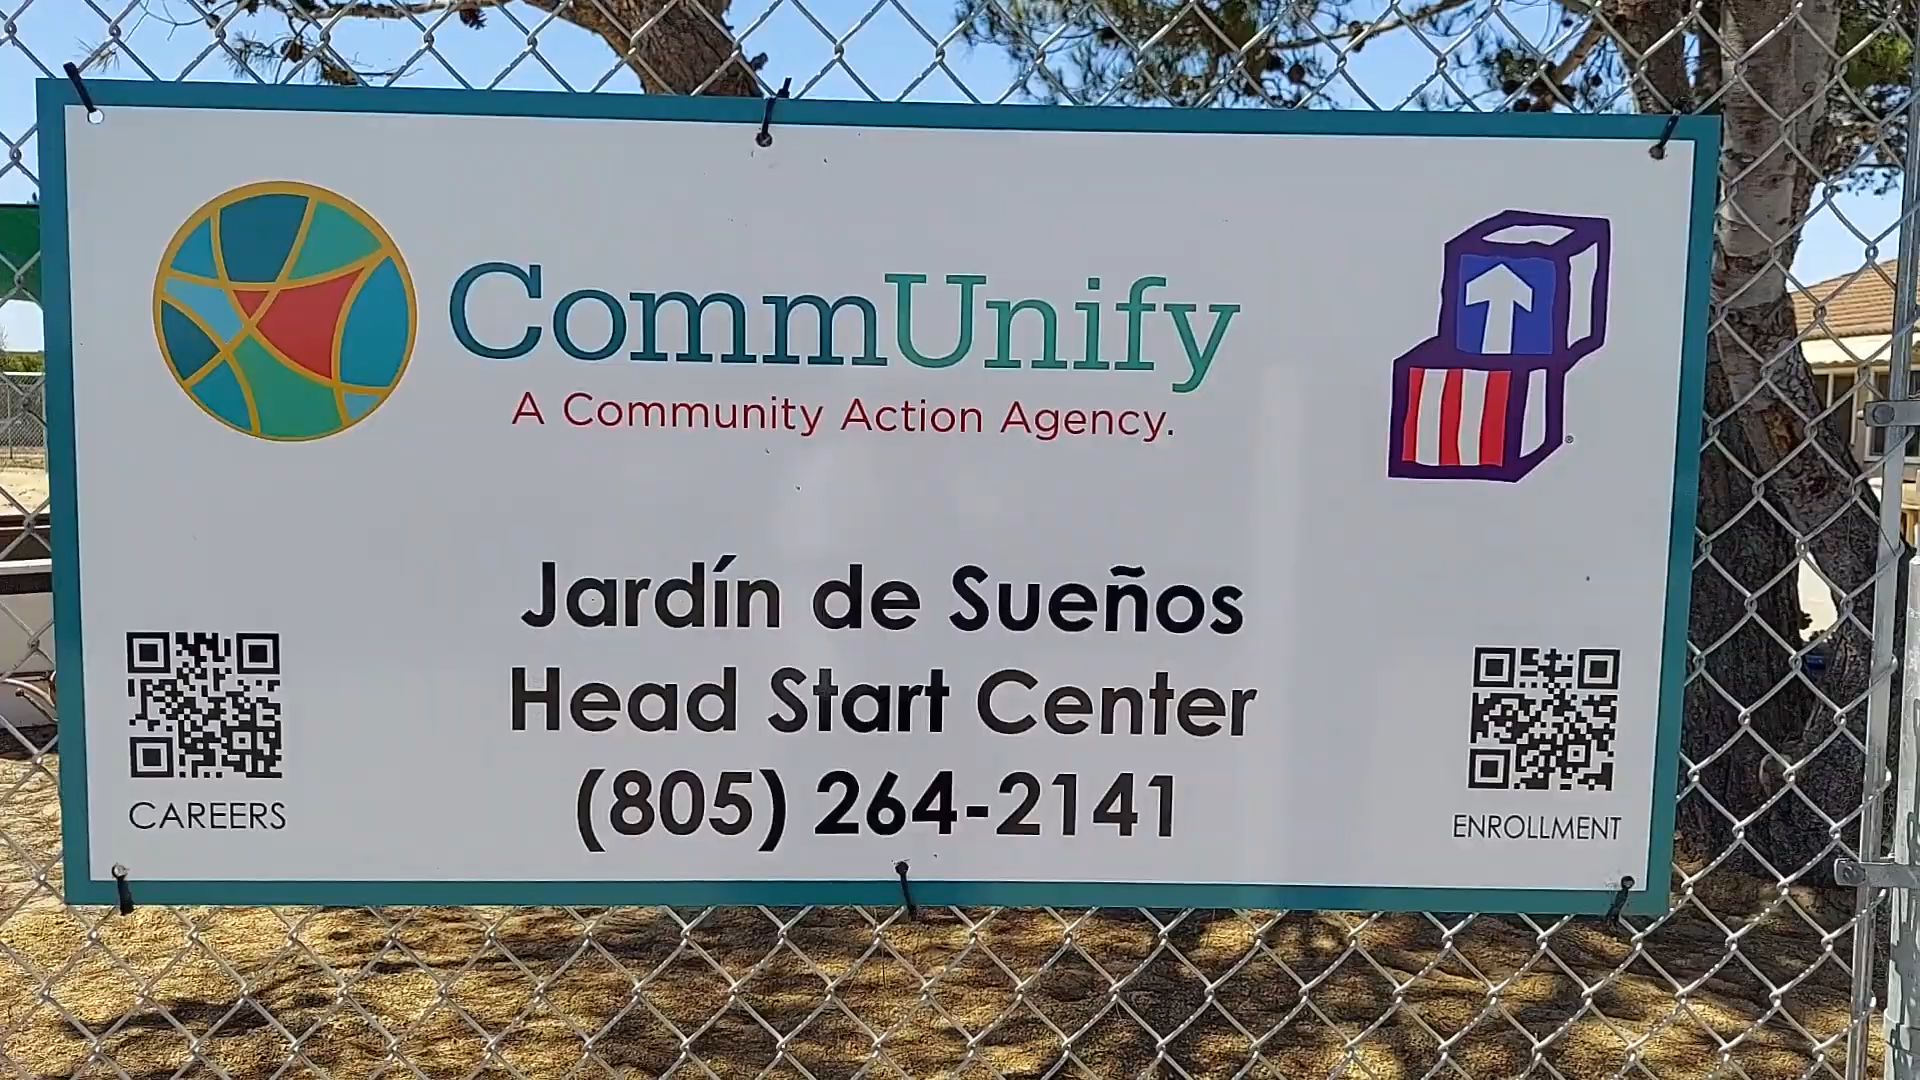 CommUnify
A Community Action Agency.
Jardín de Sueños
Head Start Center
(805) 264-2141
CAREERS
ENROLLMENT
®